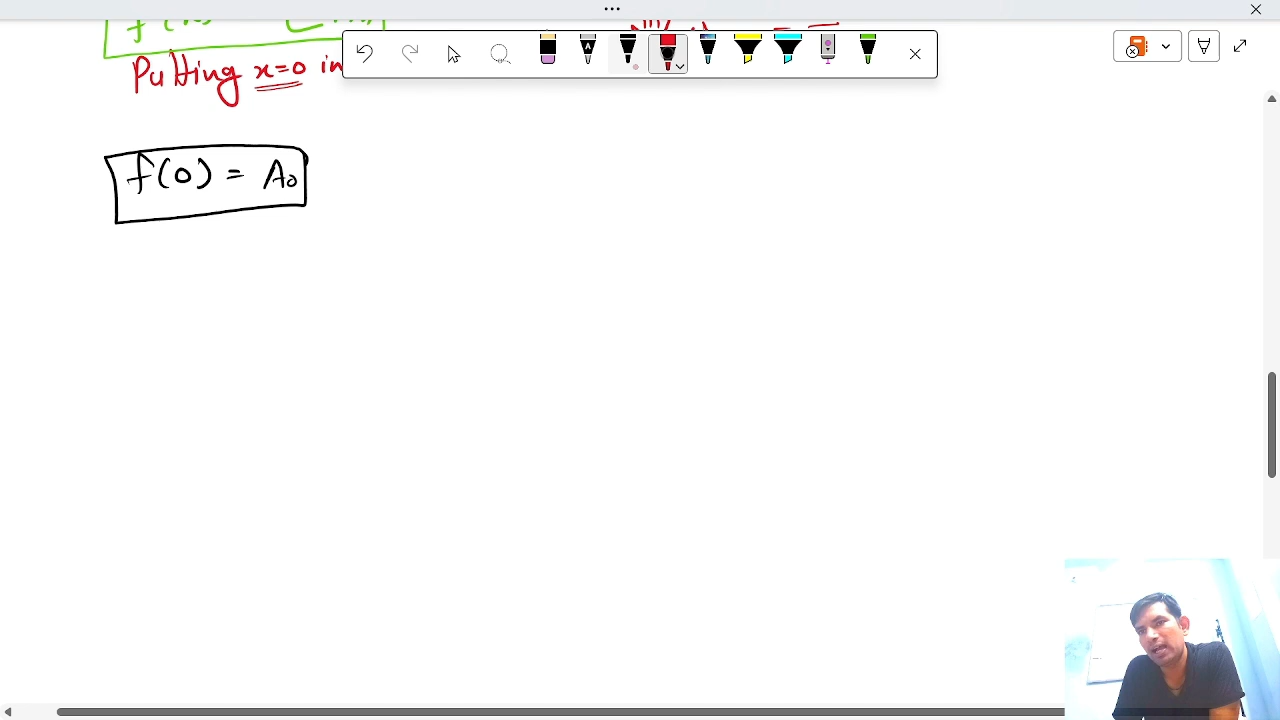 Putting x=0 in
f(0) = A₀